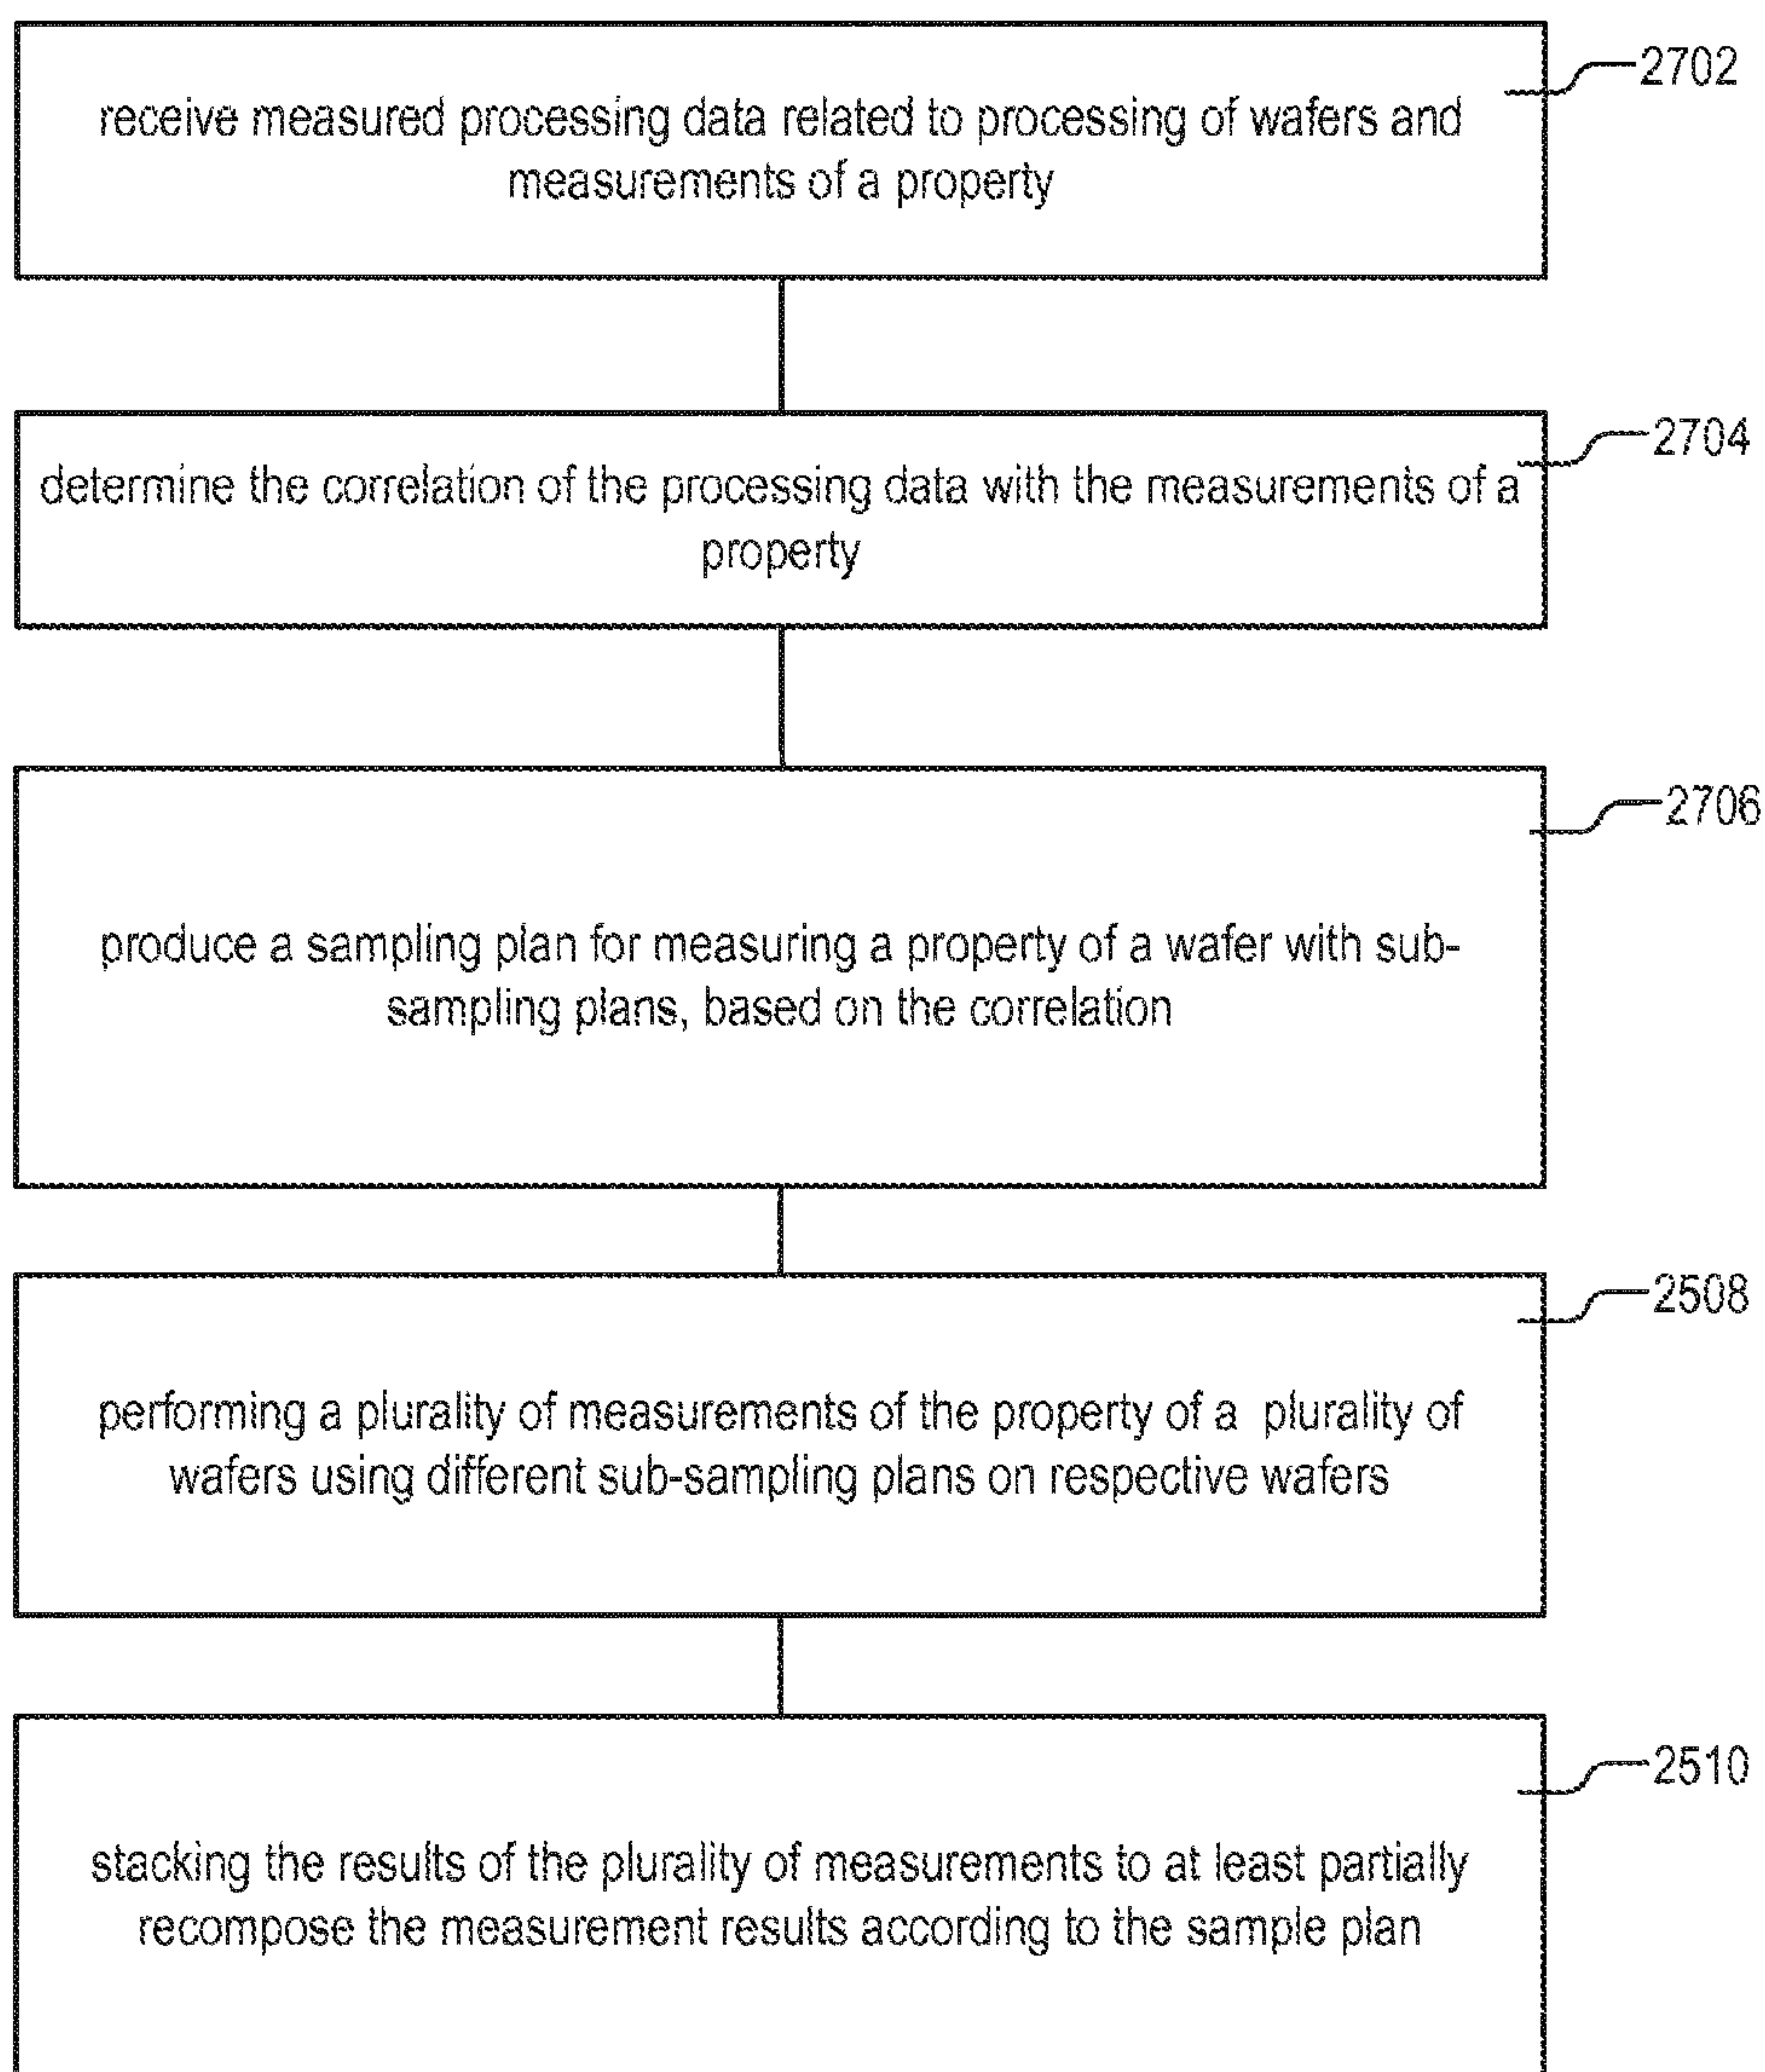 2702
receive measured processing data related to processing of wafers and
measurements of a property
2704
determine the correlation of the processing data with the measurements of a
property
2706
produce a sampling plan for measuring a property of a wafer with sub-
sampling plans, based on the correlation
2508
performing a plurality of measurements of the property of a plurality of
wafers using different sub-sampling plans on respective wafers
2510
stacking the results of the plurality of measurements to at least partially
recompose the measurement results according to the sample plan